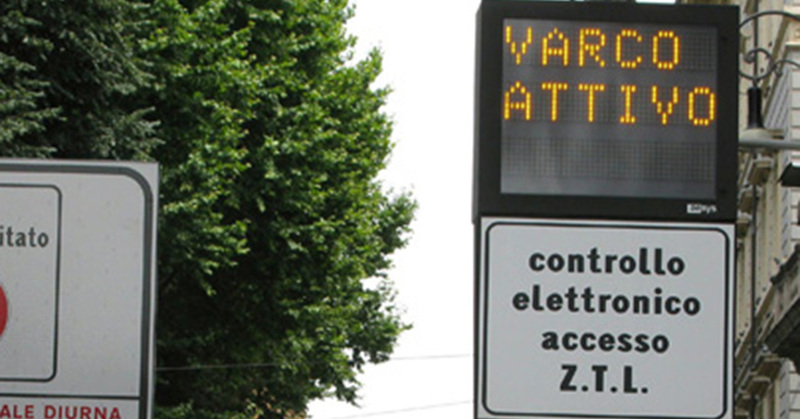 VARCO
ATTIVO
controllo
elettronico
accesso
Z.T.L.
itato
ALE DIURNA